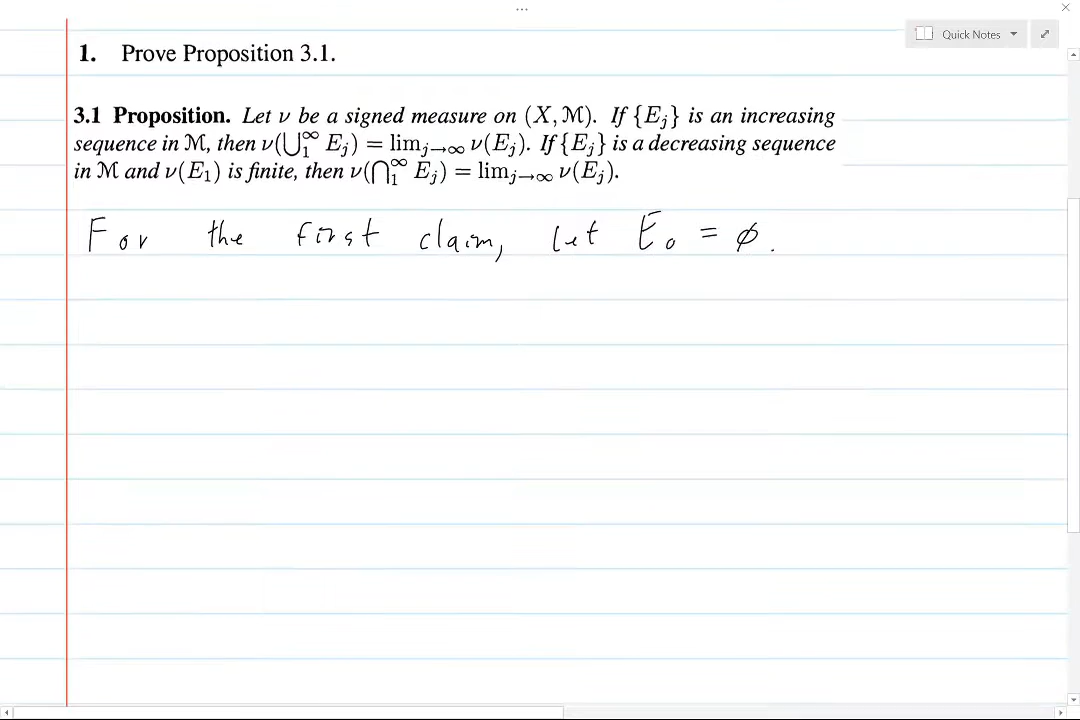 Quick Notes
1. Prove Proposition 3.1.
3.1 Proposition. Let ν be a signed measure on (X, ℳ). If {E_j} is an increasing
sequence in ℳ, then ν(⋃_1^∞ E_j) = lim_{j→∞} ν(E_j). If {E_j} is a decreasing sequence
in ℳ and ν(E_1) is finite, then ν(⋂_1^∞ E_j) = lim_{j→∞} ν(E_j).
For the first claim, let E_0 = ∅.